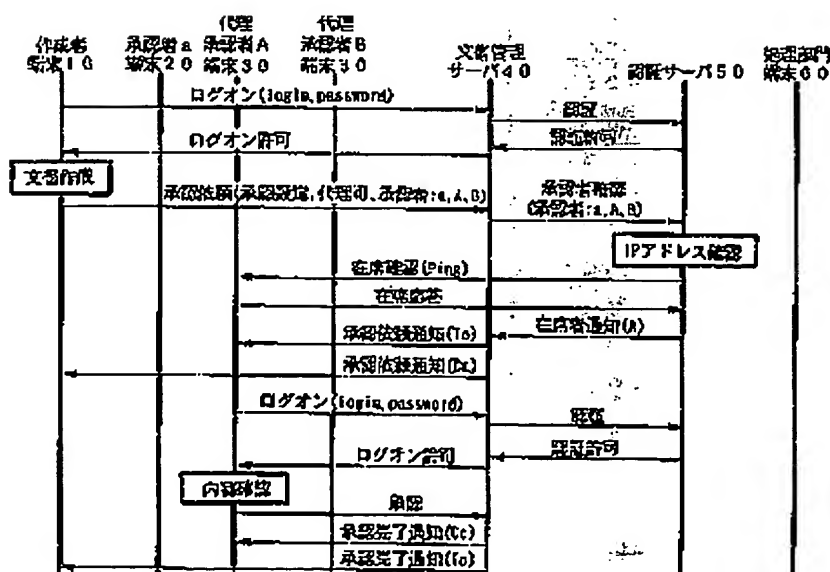 作成者
端末10
承認者a
端末20
代理
承認者A
端末30
代理
承認者B
端末30
文書管理
サーバ40
認証サーバ50
処理部門
端末60
ログオン(login,password)
認証
認証許可
ログオン許可
文書作成
承認依頼(承認設定:代理可、承認者:a,A,B)
承認者確認
(承認者:a,A,B)
IPアドレス確認
在席確認(Ping)
在席応答
在席者通知(A)
承認依頼通知(To)
承認依頼通知(Cc)
ログオン(login,password)
認証
認証許可
ログオン許可
内容確認
承認
承認完了通知(Cc)
承認完了通知(To)